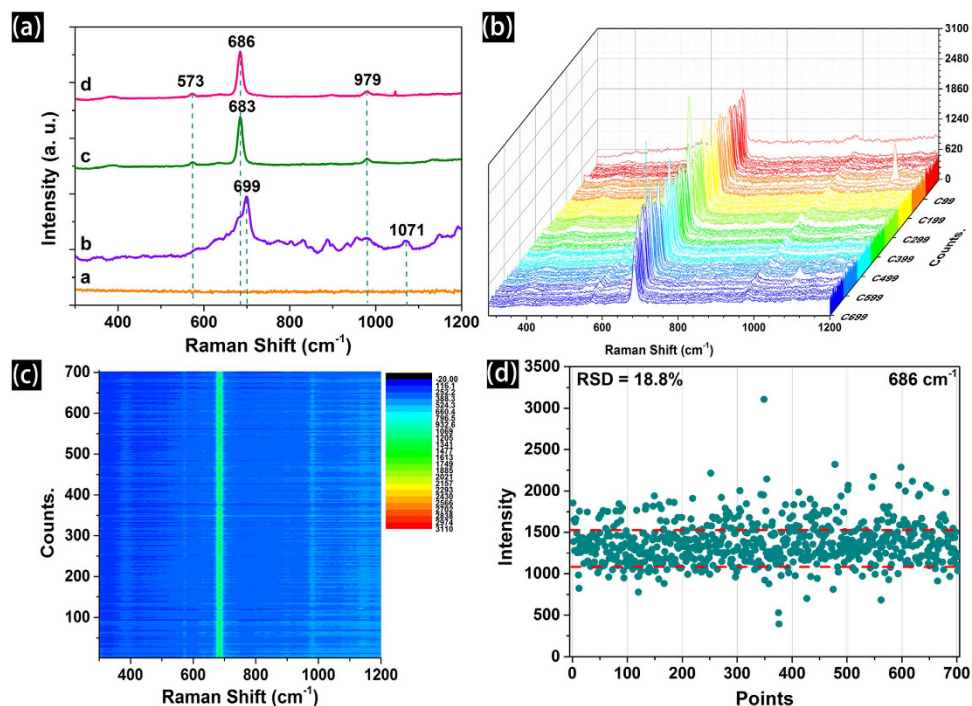 (a)
686
573
979
d
683
c
699
1071
b
a
Intensity (a. u.)
400 600 800 1000 1200
Raman Shift (cm⁻¹)
(b)
3100
2480
1860
1240
620
0
C99
C199
C299
C399
C499
C599
C699
Counts.
400 600 800 1000 1200
Raman Shift (cm⁻¹)
(c)
700
600
500
400
300
200
100
Counts.
400 600 800 1000 1200
Raman Shift (cm⁻¹)
-20.00
116.1
252.2
388.3
524.3
660.4
796.5
932.6
1069
1205
1341
1477
1613
1749
1885
2021
2157
2293
2430
2566
2702
2838
2974
3110
(d)
RSD = 18.8% 686 cm⁻¹
3500
3000
2500
2000
1500
1000
500
0
Intensity
0 100 200 300 400 500 600 700
Points